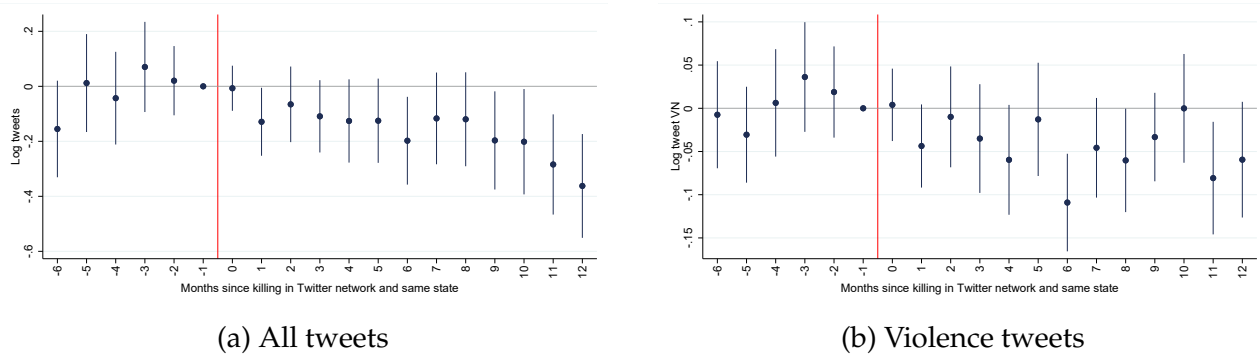 .2
0
-.2
-.4
-.6
Log tweets
-6 -5 -4 -3 -2 -1 0 1 2 3 4 5 6 7 8 9 10 11 12
Months since killing in Twitter network and same state
(a) All tweets
.1
.05
0
-.05
-.1
-.15
Log tweet VN
-6 -5 -4 -3 -2 -1 0 1 2 3 4 5 6 7 8 9 10 11 12
Months since killing in Twitter network and same state
(b) Violence tweets